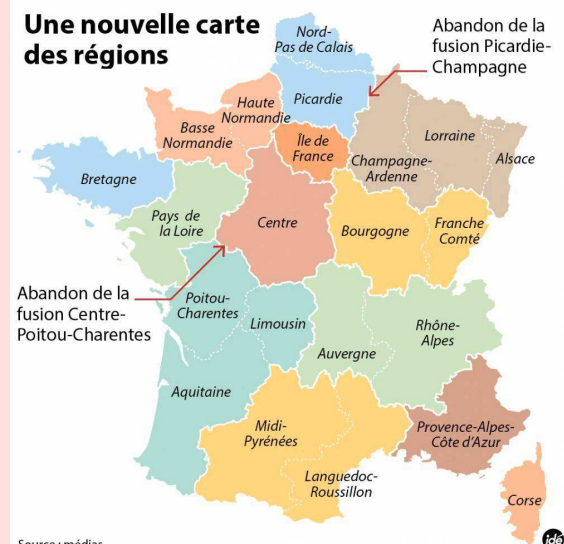 Une nouvelle carte
des régions
Abandon de la
fusion Picardie-
Champagne
Nord-
Pas de Calais
Picardie
Haute
Normandie
Basse
Normandie
Île de
France
Champagne-
Ardenne
Lorraine
Alsace
Bretagne
Pays de
la Loire
Centre
Bourgogne
Franche
Comté
Abandon de la
fusion Centre-
Poitou-Charentes
Poitou-
Charentes
Limousin
Auvergne
Rhône-
Alpes
Aquitaine
Midi-
Pyrénées
Languedoc-
Roussillon
Provence-Alpes-
Côte d'Azur
Corse
Source : médias
idé